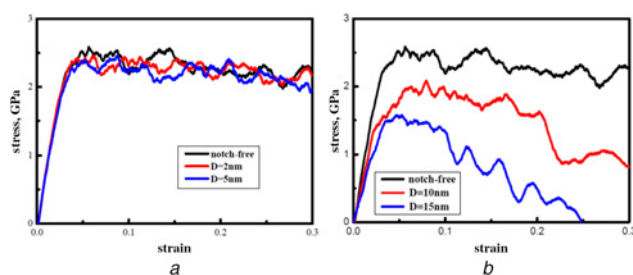 3
2
1
0
0.0
0.1
0.2
0.3
stress, GPa
strain
notch-free
D=2nm
D=5nm
a
3
2
1
0
0.0
0.1
0.2
0.3
stress, GPa
strain
notch-free
D=10nm
D=15nm
b